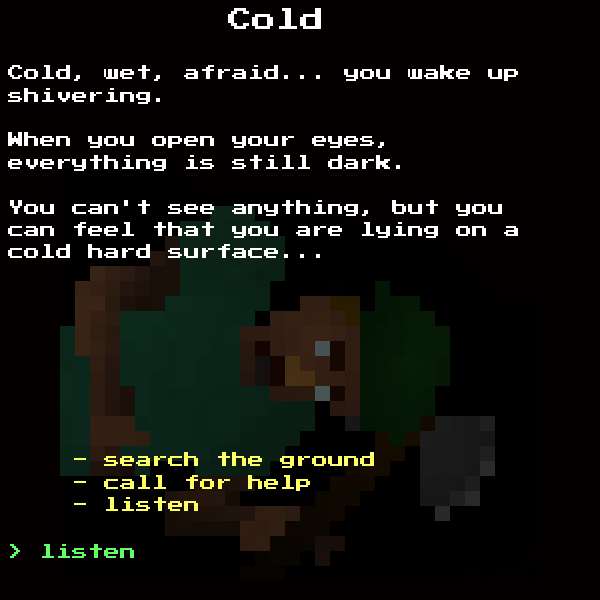 Cold
Cold, wet, afraid... you wake up
shivering.
When you open your eyes,
everything is still dark.
You can't see anything, but you
can feel that you are lying on a
cold hard surface...
- search the ground
- call for help
- listen
> listen